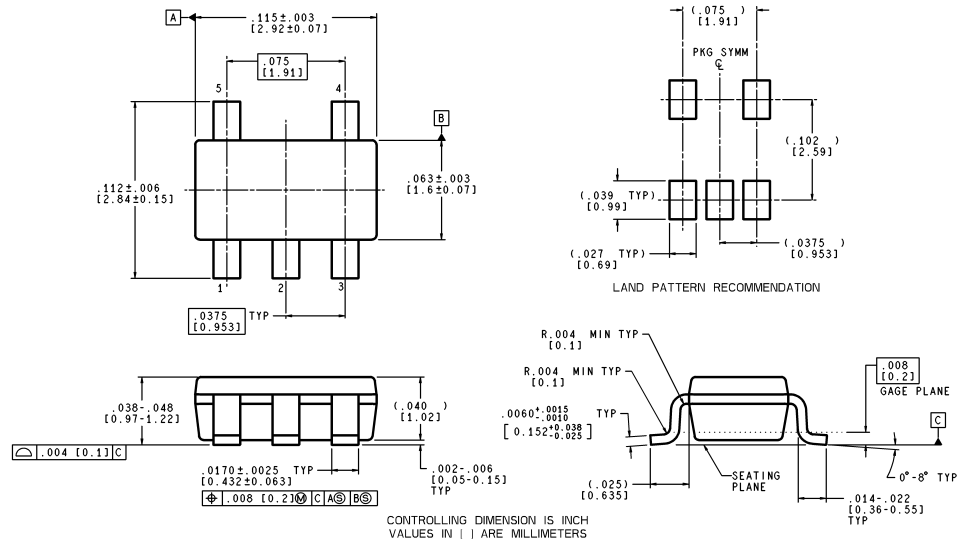 A
.115±.003
[2.92±0.07]
.075
[1.91]
5
4
B
.112±.006
[2.84±0.15]
.063±.003
[1.6±0.07]
1
2
3
.0375
[0.953]
TYP
(.075 )
[1.91]
PKG SYMM
℄
(.102 )
[2.59]
(.039 TYP)
[0.99]
(.027 TYP)
[0.69]
(.0375 )
[0.953]
LAND PATTERN RECOMMENDATION
.038-.048
[0.97-1.22]
(.040 )
[1.02]
⌓ .004 [0.1] C
.0170±.0025 TYP
[0.432±0.063]
⌖ .008 [0.2]Ⓜ C AⓈ BⓈ
.002-.006
[0.05-0.15]
TYP
R.004 MIN TYP
[0.1]
R.004 MIN TYP
[0.1]
.0060+.0015 -.0010 TYP
[0.152+0.038 -0.025]
.008
[0.2]
GAGE PLANE
C
(.025)
[0.635]
SEATING
PLANE
0°-8° TYP
.014-.022
[0.36-0.55]
TYP
CONTROLLING DIMENSION IS INCH
VALUES IN [ ] ARE MILLIMETERS